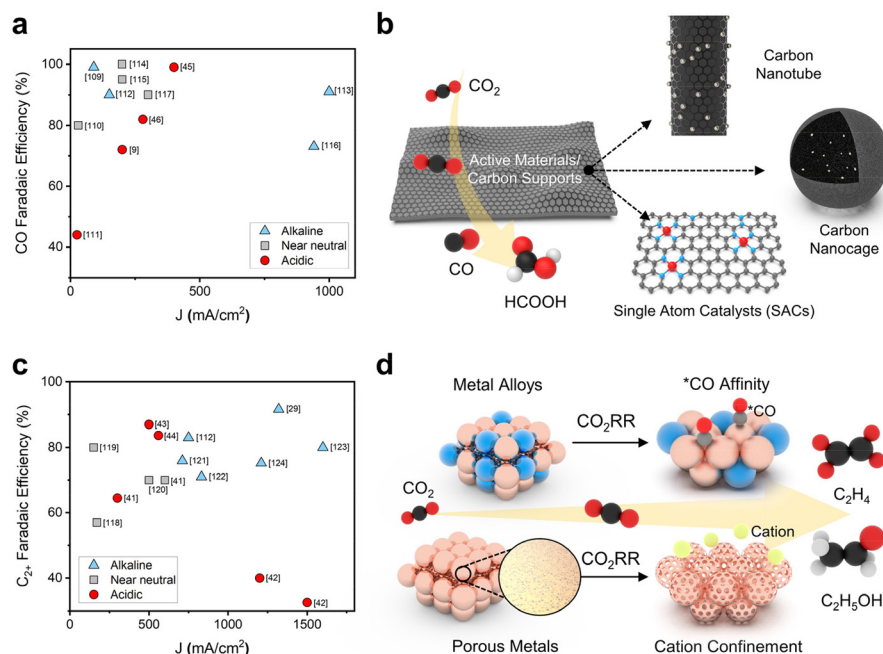 a
CO Faradaic Efficiency (%)
100
80
60
40
[109]
[114]
[115]
[112]
[117]
[45]
[113]
[110]
[46]
[9]
[116]
[111]
Alkaline
Near neutral
Acidic
0
500
1000
J (mA/cm²)
b
CO₂
Active Materials/
Carbon Supports
CO
HCOOH
Carbon
Nanotube
Carbon
Nanocage
Single Atom Catalysts (SACs)
c
C₂₊ Faradaic Efficiency (%)
100
80
60
40
[29]
[43]
[44]
[112]
[119]
[123]
[121]
[124]
[120]
[41]
[122]
[41]
[118]
[42]
[42]
Alkaline
Near neutral
Acidic
0
500
1000
1500
J (mA/cm²)
d
Metal Alloys
CO₂RR
*CO Affinity
*CO
CO₂
C₂H₄
Cation
CO₂RR
C₂H₅OH
Porous Metals
Cation Confinement